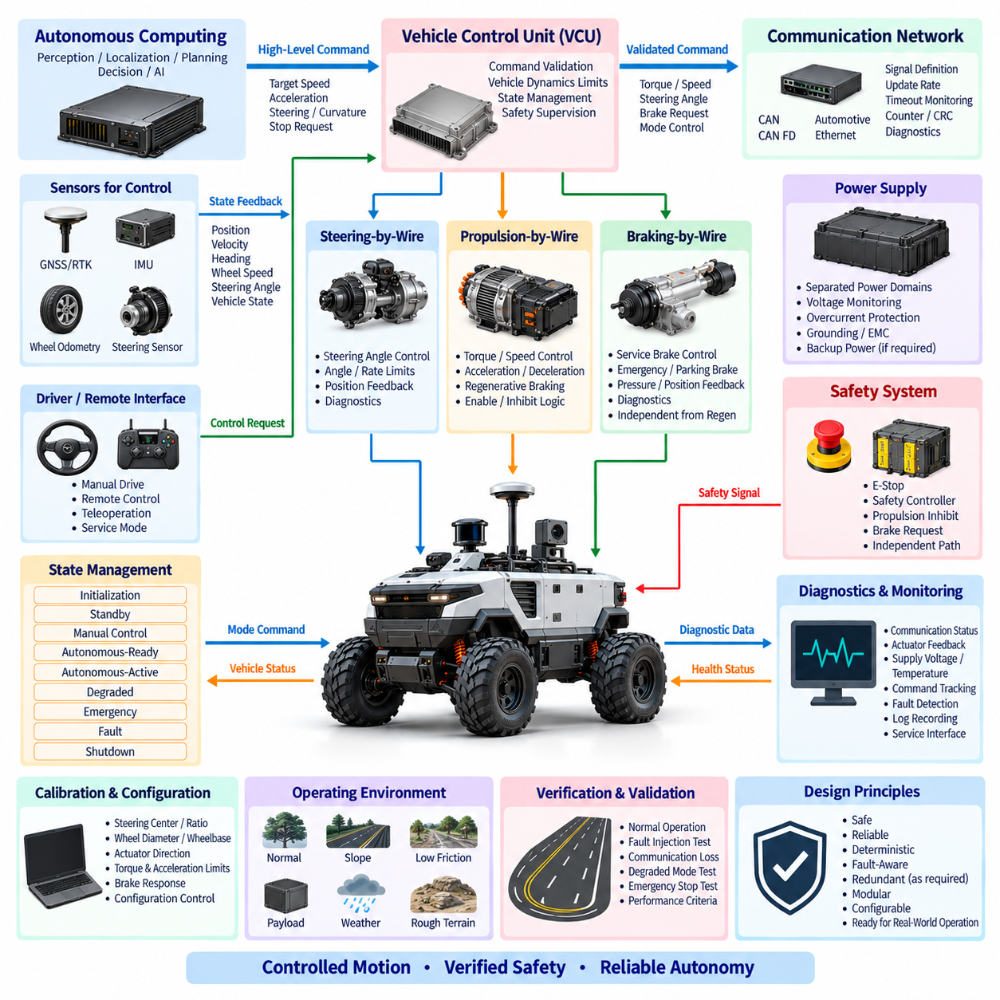 Autonomous Computing
Perception / Localization / Planning
Decision / AI
High-Level Command
Target Speed
Acceleration
Steering / Curvature
Stop Request
Vehicle Control Unit (VCU)
Command Validation
Vehicle Dynamics Limits
State Management
Safety Supervision
Validated Command
Torque / Speed
Steering Angle
Brake Request
Mode Control
Communication Network
Signal Definition
Update Rate
Timeout Monitoring
Counter / CRC
Diagnostics
CAN
CAN FD
Automotive
Ethernet
Sensors for Control
GNSS/RTK
IMU
Wheel Odometry
Steering Sensor
State Feedback
Position
Velocity
Heading
Wheel Speed
Steering Angle
Vehicle State
Steering-by-Wire
• Steering Angle Control
• Angle / Rate Limits
• Position Feedback
• Diagnostics
Propulsion-by-Wire
• Torque / Speed Control
• Acceleration / Deceleration
• Regenerative Braking
• Enable / Inhibit Logic
Braking-by-Wire
• Service Brake Control
• Emergency / Parking Brake
• Pressure / Position Feedback
• Diagnostics
• Independent from Regen
Power Supply
• Separated Power Domains
• Voltage Monitoring
• Overcurrent Protection
• Grounding / EMC
• Backup Power (if required)
Driver / Remote Interface
• Manual Drive
• Remote Control
• Teleoperation
• Service Mode
Control Request
Safety System
• E-Stop
• Safety Controller
• Propulsion Inhibit
• Brake Request
• Independent Path
Safety Signal
State Management
Initialization
Standby
Manual Control
Autonomous-Ready
Autonomous-Active
Degraded
Emergency
Fault
Shutdown
Mode Command
Vehicle Status
Diagnostic Data
Health Status
Diagnostics & Monitoring
• Communication Status
• Actuator Feedback
• Supply Voltage /
Temperature
• Command Tracking
• Fault Detection
• Log Recording
• Service Interface
Calibration & Configuration
• Steering Center / Ratio
• Wheel Diameter / Wheelbase
• Actuator Direction
• Torque & Acceleration Limits
• Brake Response
• Configuration Control
Operating Environment
Normal
Slope
Low Friction
Payload
Weather
Rough Terrain
Verification & Validation
• Normal Operation
• Fault Injection Test
• Communication Loss
• Degraded Mode Test
• Emergency Stop Test
• Performance Criteria
Design Principles
• Safe
• Reliable
• Deterministic
• Fault-Aware
• Redundant (as required)
• Modular
• Configurable
• Ready for Real-World Operation
Controlled Motion • Verified Safety • Reliable Autonomy